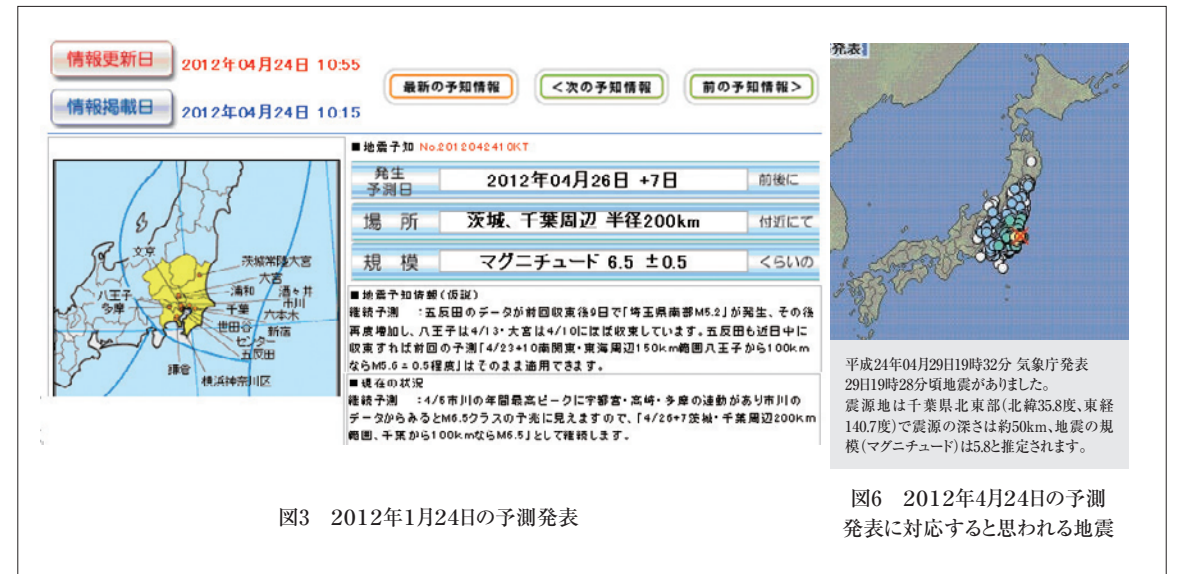 情報更新日 2012年04月24日 10:55
情報掲載日 2012年04月24日 10:15
最新の予知情報 <次の予知情報 前の予知情報>
■地震予知 No.2012042410KT
発生予測日 2012年04月26日 +7日 前後に
場所 茨城、千葉周辺 半径200km 付近にて
規模 マグニチュード 6.5 ±0.5 くらいの
文京
茨城常陸大宮
大宮
八王子
浦和
酒々井
多摩
市川
千葉
六本木
世田谷
新宿
センター
五反田
鎌倉
横浜神奈川区
■地震予知情報(仮説)
継続予測 :五反田のデータが前回収束後9日で「埼玉県南部M5.2」が発生、その後
再度増加し、八王子は4/13・大宮は4/10にほぼ収束しています。五反田も近日中に
収束すれば前回の予測「4/23+10南関東・東海周辺150km範囲八王子から100km
ならM5.6±0.5程度」はそのまま適用できます。
■現在の状況
継続予測 :4/5市川の年間最高ピークに宇都宮・高崎・多摩の連動があり市川の
データからみるとM6.5クラスの予兆に見えますので、「4/26+7茨城・千葉周辺200km
範囲、千葉から100kmならM6.5」として継続します。
図3 2012年1月24日の予測発表
発表】
平成24年04月29日19時32分 気象庁発表
29日19時28分頃地震がありました。
震源地は千葉県北東部(北緯35.8度、東経
140.7度)で震源の深さは約50km、地震の規
模(マグニチュード)は5.8と推定されます。
図6 2012年4月24日の予測
発表に対応すると思われる地震